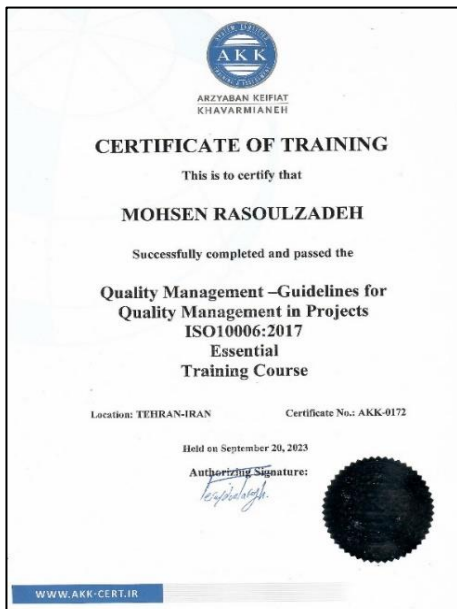 AKK
ARZYABAN KEIFIAT
KHAVARMIANEH
CERTIFICATE OF TRAINING
This is to certify that
MOHSEN RASOULZADEH
Successfully completed and passed the
Quality Management –Guidelines for
Quality Management in Projects
ISO10006:2017
Essential
Training Course
Location: TEHRAN-IRAN Certificate No.: AKK-0172
Held on September 20, 2023
Authorizing Signature:
WWW.AKK-CERT.IR